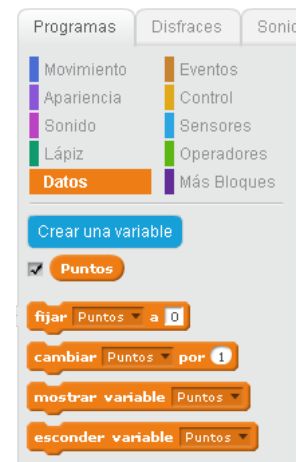 Programas Disfraces Sonid
Movimiento Eventos
Apariencia Control
Sonido Sensores
Lápiz Operadores
Datos Más Bloques
Crear una variable
Puntos
fijar Puntos a 0
cambiar Puntos por 1
mostrar variable Puntos
esconder variable Puntos